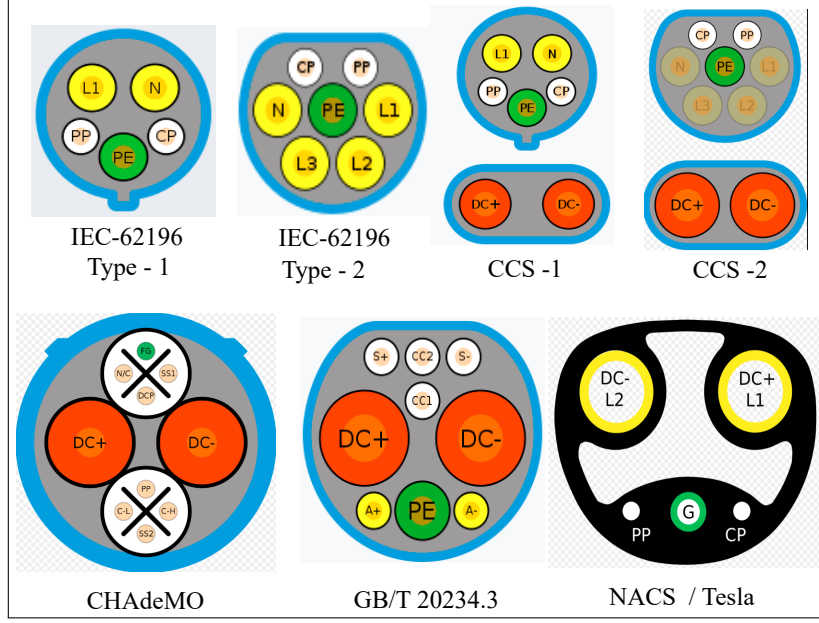 L1 N
PP CP
PE
IEC-62196
Type - 1
CP PP
N PE L1
L3 L2
IEC-62196
Type - 2
L1 N
PP CP
PE
DC+ DC-
CCS -1
CP PP
N PE L1
L3 L2
DC+ DC-
CCS -2
FG
N/C SS1
DCP
DC+ DC-
PP
C-L C-H
SS2
CHAdeMO
S+ CC2 S-
CC1
DC+ DC-
A+ PE A-
GB/T 20234.3
DC- DC+
L2 L1
G
PP CP
NACS / Tesla